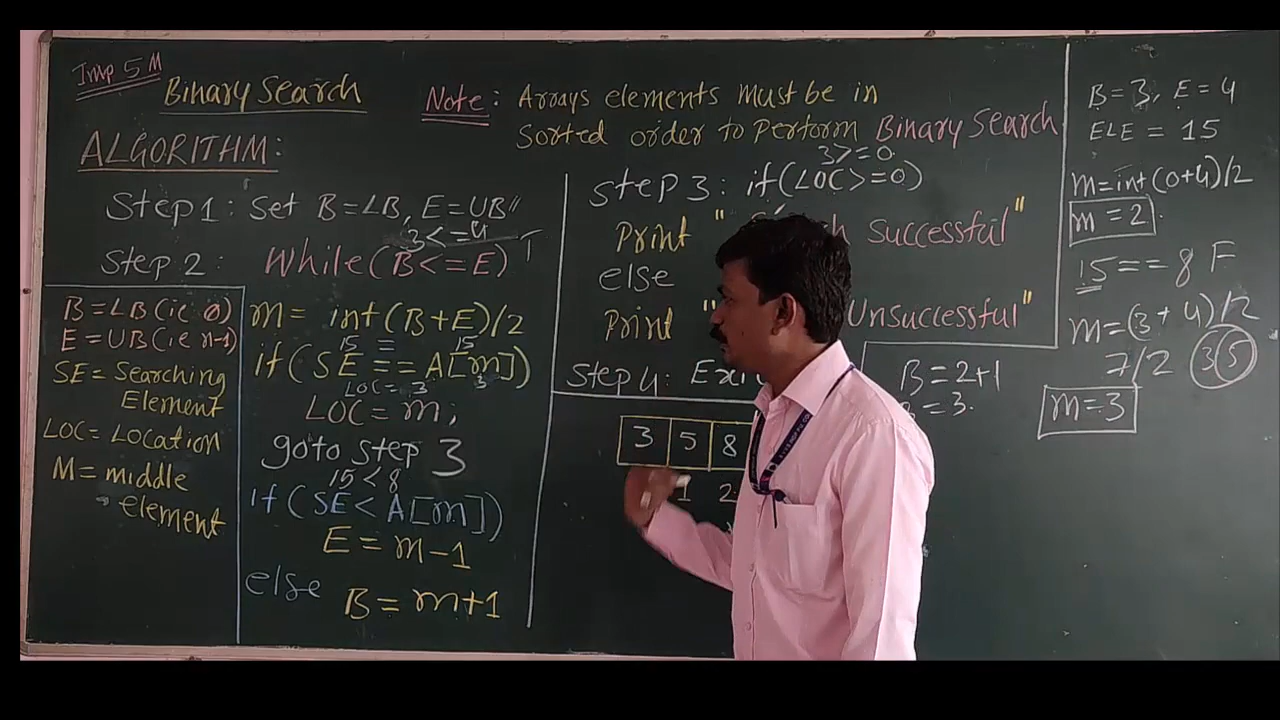 Imp 5M
Binary Search
Note: Arrays elements must be in
Sorted order to Perform Binary Search
ALGORITHM:
Step 1: Set B=LB, E=UB"
3<=4
Step 2: While(B<=E) T
B=LB(ie 0)
E=UB(ie n-1)
SE=Searching
Element
LOC=Location
M=middle
element
m= int(B+E)/2
15 = 15
if(SE==A[m])
LOC=3 3
LOC=m;
goto step 3
15<8
if(SE<A[m])
E=m-1
else B=m+1
3>=0
Step 3: if(LOC>=0)
Print " Successful"
else
Print " Unsuccessful"
Step 4:
3 5 8
1 2
B=2+1
=3
B=3, E=4
ELE = 15
m=int(0+4)/2
m=2
15==8 F
m=(3+4)/2
7/2 3 5
m=3